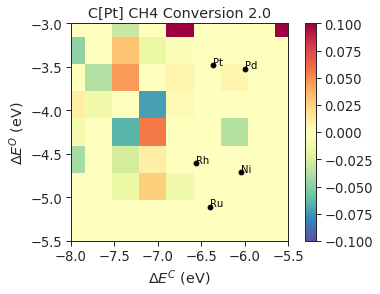 C[Pt] CH4 Conversion 2.0
−3.0
−3.5
−4.0
−4.5
−5.0
−5.5
ΔE^O (eV)
Pt
Pd
Rh
Ni
Ru
−8.0 −7.5 −7.0 −6.5 −6.0 −5.5
ΔE^C (eV)
0.100
0.075
0.050
0.025
0.000
−0.025
−0.050
−0.075
−0.100